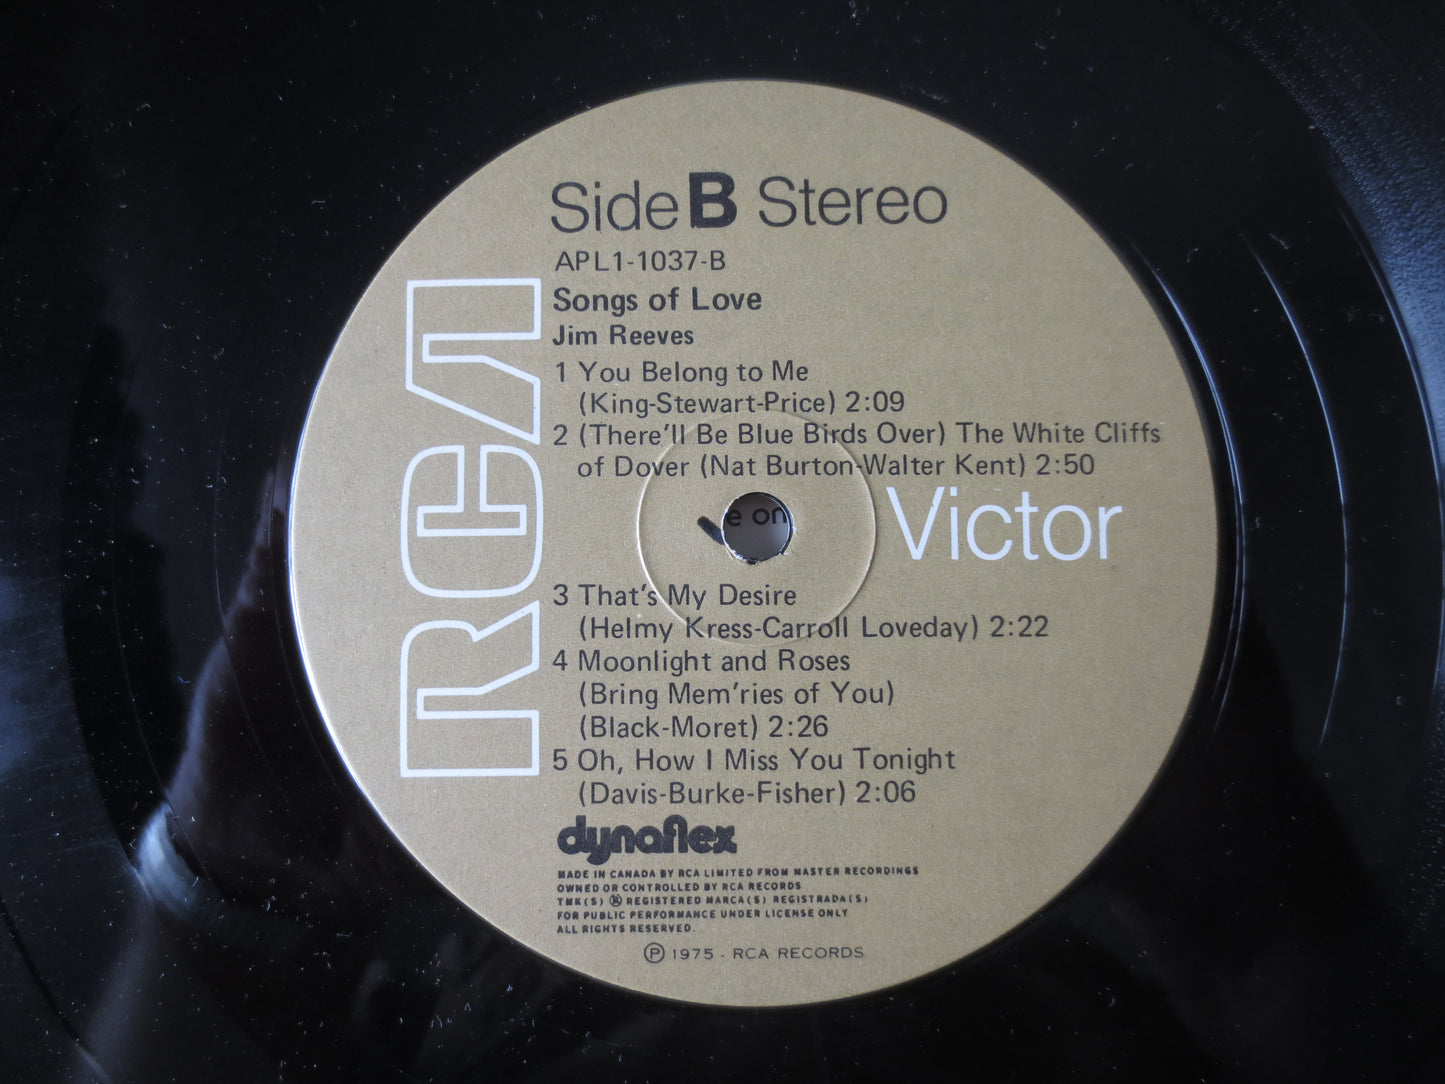 Side B Stereo
APL1-1037-B
Songs of Love
Jim Reeves
1 You Belong to Me
(King-Stewart-Price) 2:09
2 (There'll Be Blue Birds Over) The White Cliffs
of Dover (Nat Burton-Walter Kent) 2:50
RCA
Victor
e on
3 That's My Desire
(Helmy Kress-Carroll Loveday) 2:22
4 Moonlight and Roses
(Bring Mem'ries of You)
(Black-Moret) 2:26
5 Oh, How I Miss You Tonight
(Davis-Burke-Fisher) 2:06
dynaflex
MADE IN CANADA BY RCA LIMITED FROM MASTER RECORDINGS
OWNED OR CONTROLLED BY RCA RECORDS
TMK(S) ® REGISTERED MARCA(S) REGISTRADA(S)
FOR PUBLIC PERFORMANCE UNDER LICENSE ONLY
ALL RIGHTS RESERVED.
℗ 1975 - RCA RECORDS